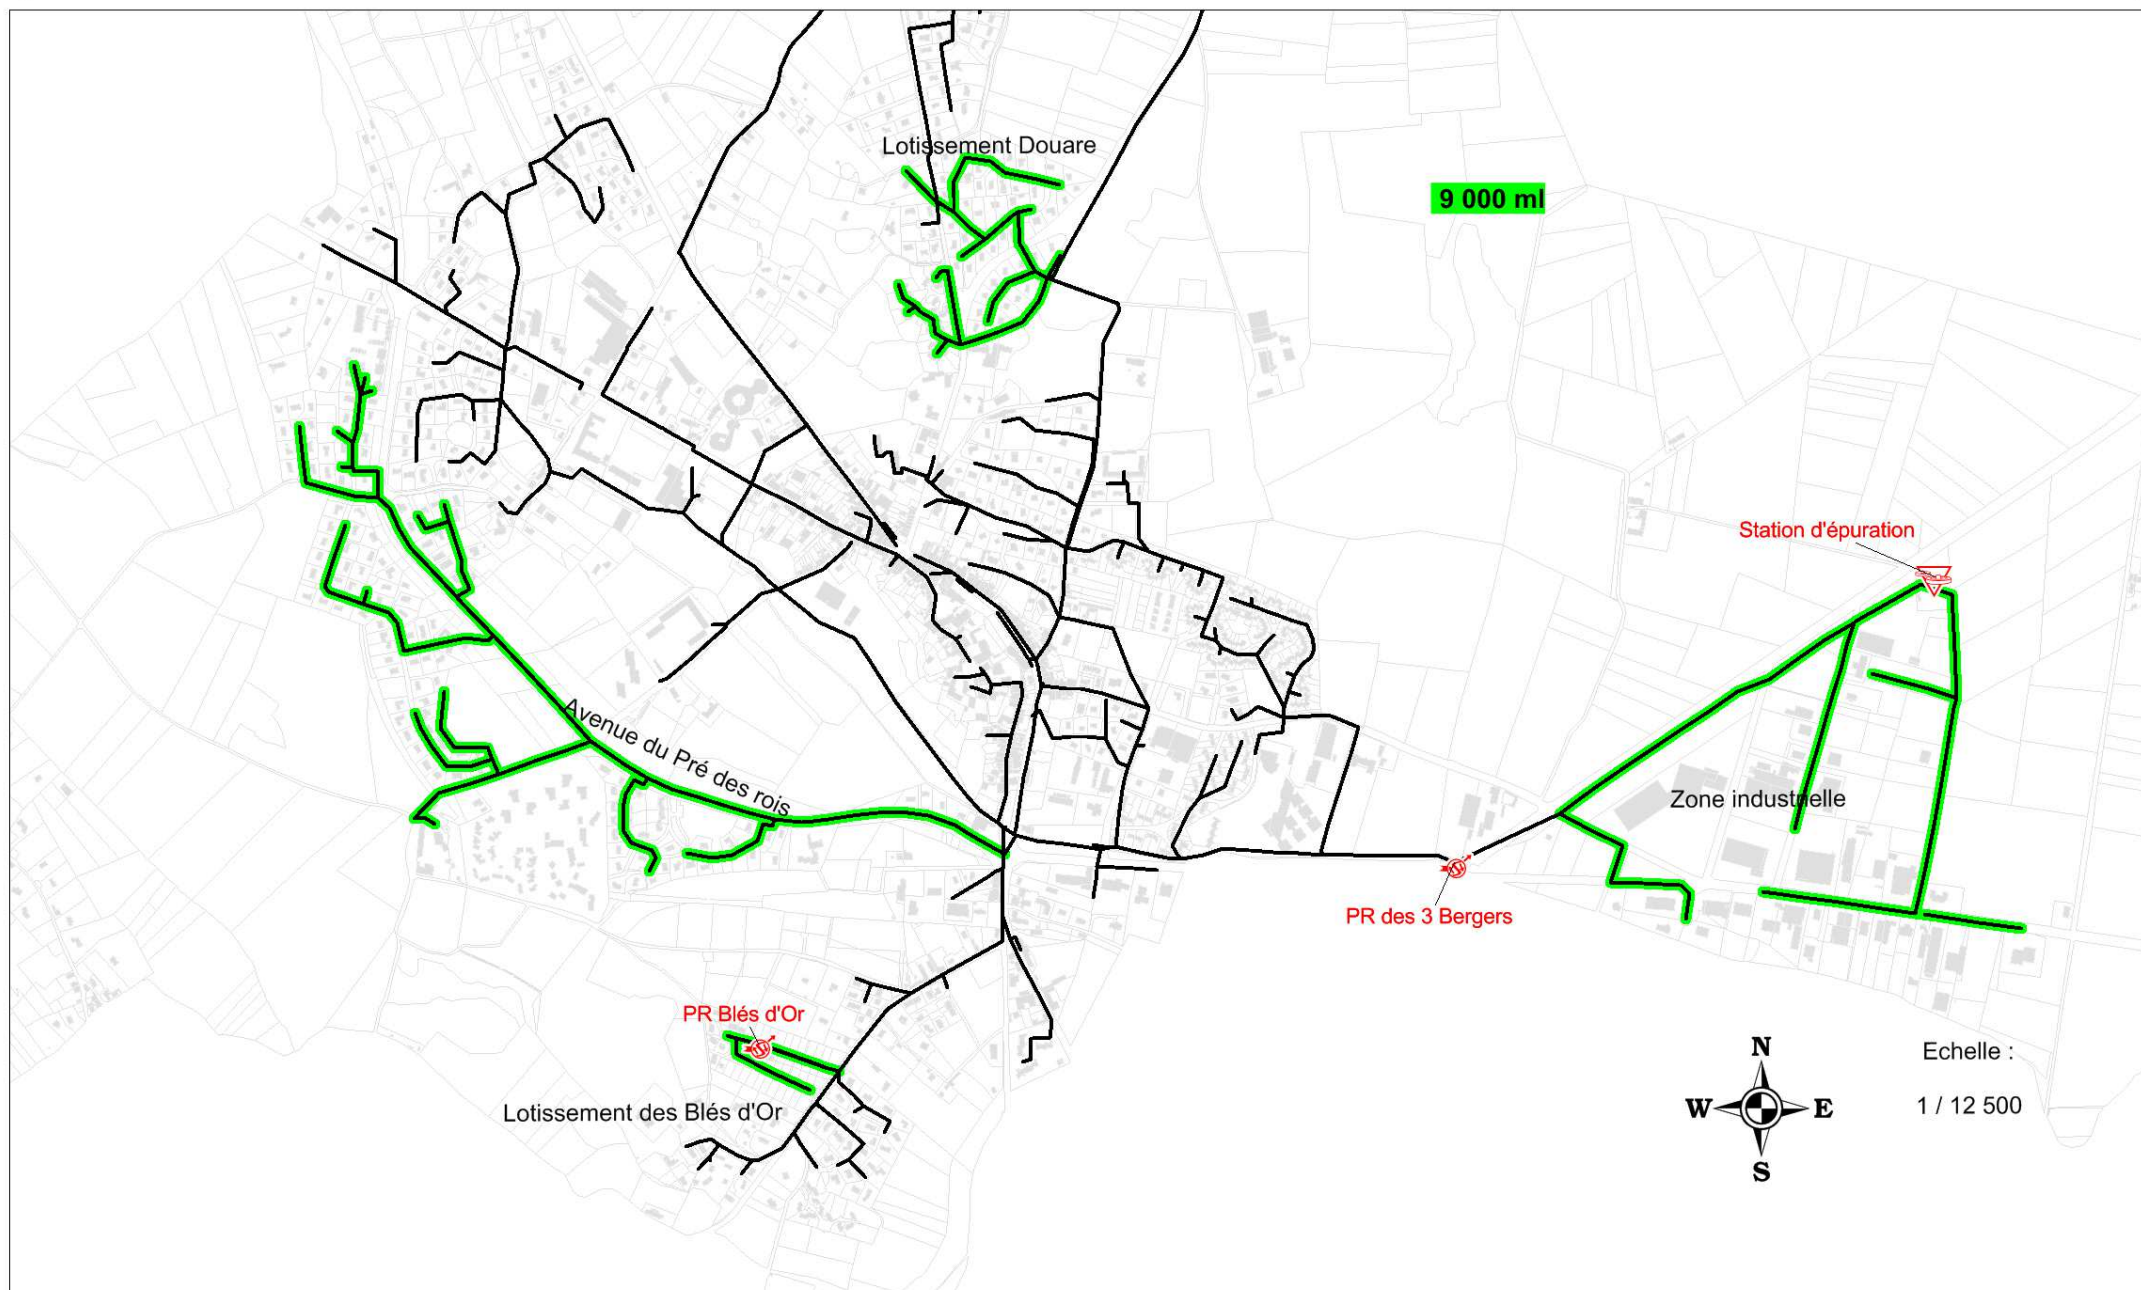 Lotissement Douare
9 000 ml
Station d'épuration
Avenue du Pré des rois
Zone industrielle
PR des 3 Bergers
PR Blés d'Or
Lotissement des Blés d'Or
N
W
E
S
Echelle :
1 / 12 500